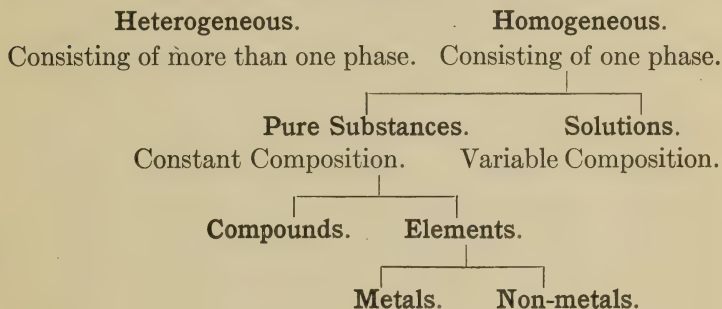 Heterogeneous. Homogeneous.
Consisting of more than one phase. Consisting of one phase.
Pure Substances. Solutions.
Constant Composition. Variable Composition.
Compounds. Elements.
Metals. Non-metals.